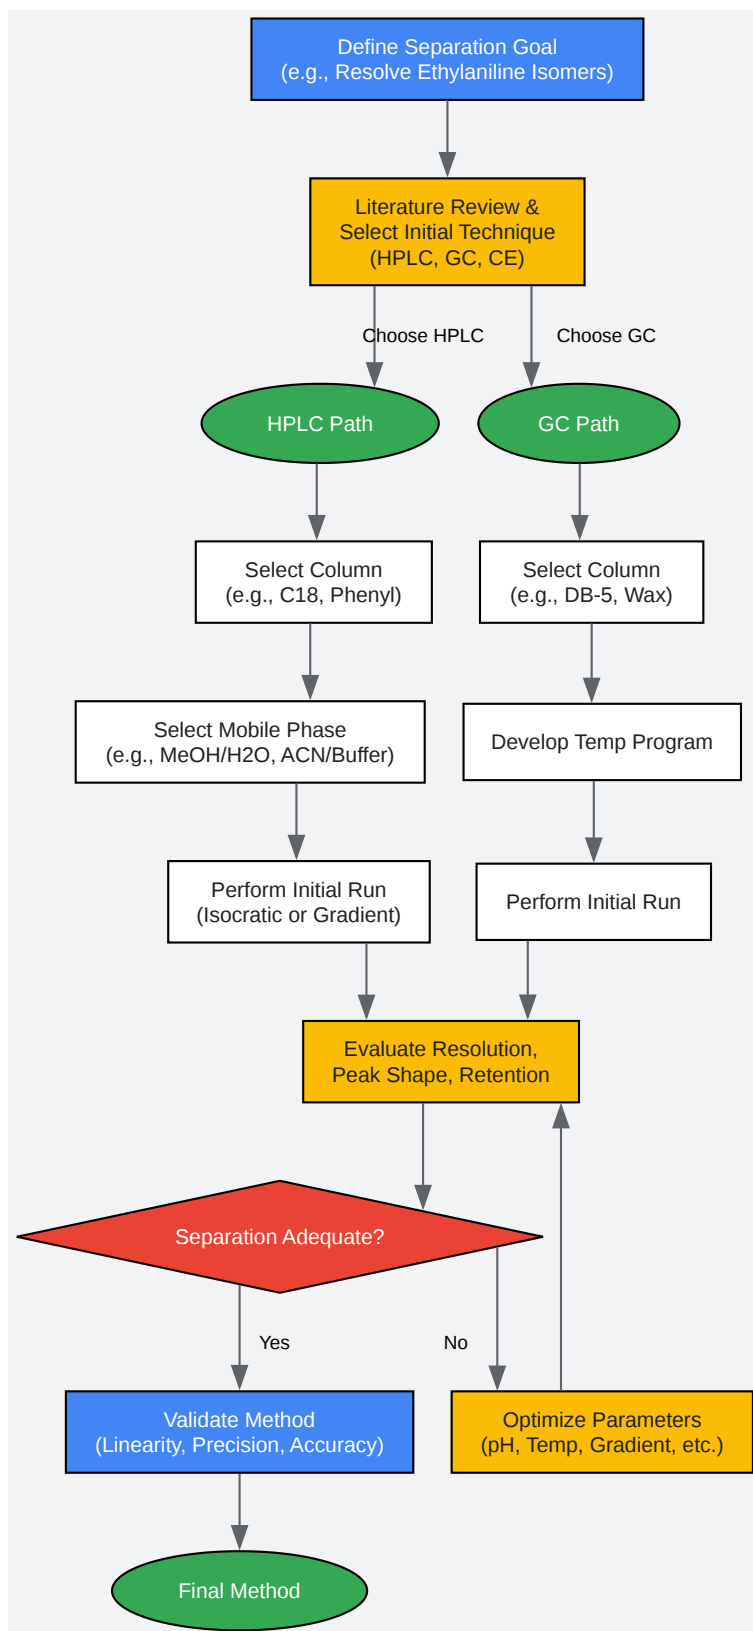 Define Separation Goal
(e.g., Resolve Ethylaniline Isomers)
Literature Review &
Select Initial Technique
(HPLC, GC, CE)
Choose HPLC
Choose GC
HPLC Path
GC Path
Select Column
(e.g., C18, Phenyl)
Select Column
(e.g., DB-5, Wax)
Select Mobile Phase
(e.g., MeOH/H2O, ACN/Buffer)
Develop Temp Program
Perform Initial Run
(Isocratic or Gradient)
Perform Initial Run
Evaluate Resolution,
Peak Shape, Retention
Separation Adequate?
Yes
No
Validate Method
(Linearity, Precision, Accuracy)
Optimize Parameters
(pH, Temp, Gradient, etc.)
Final Method